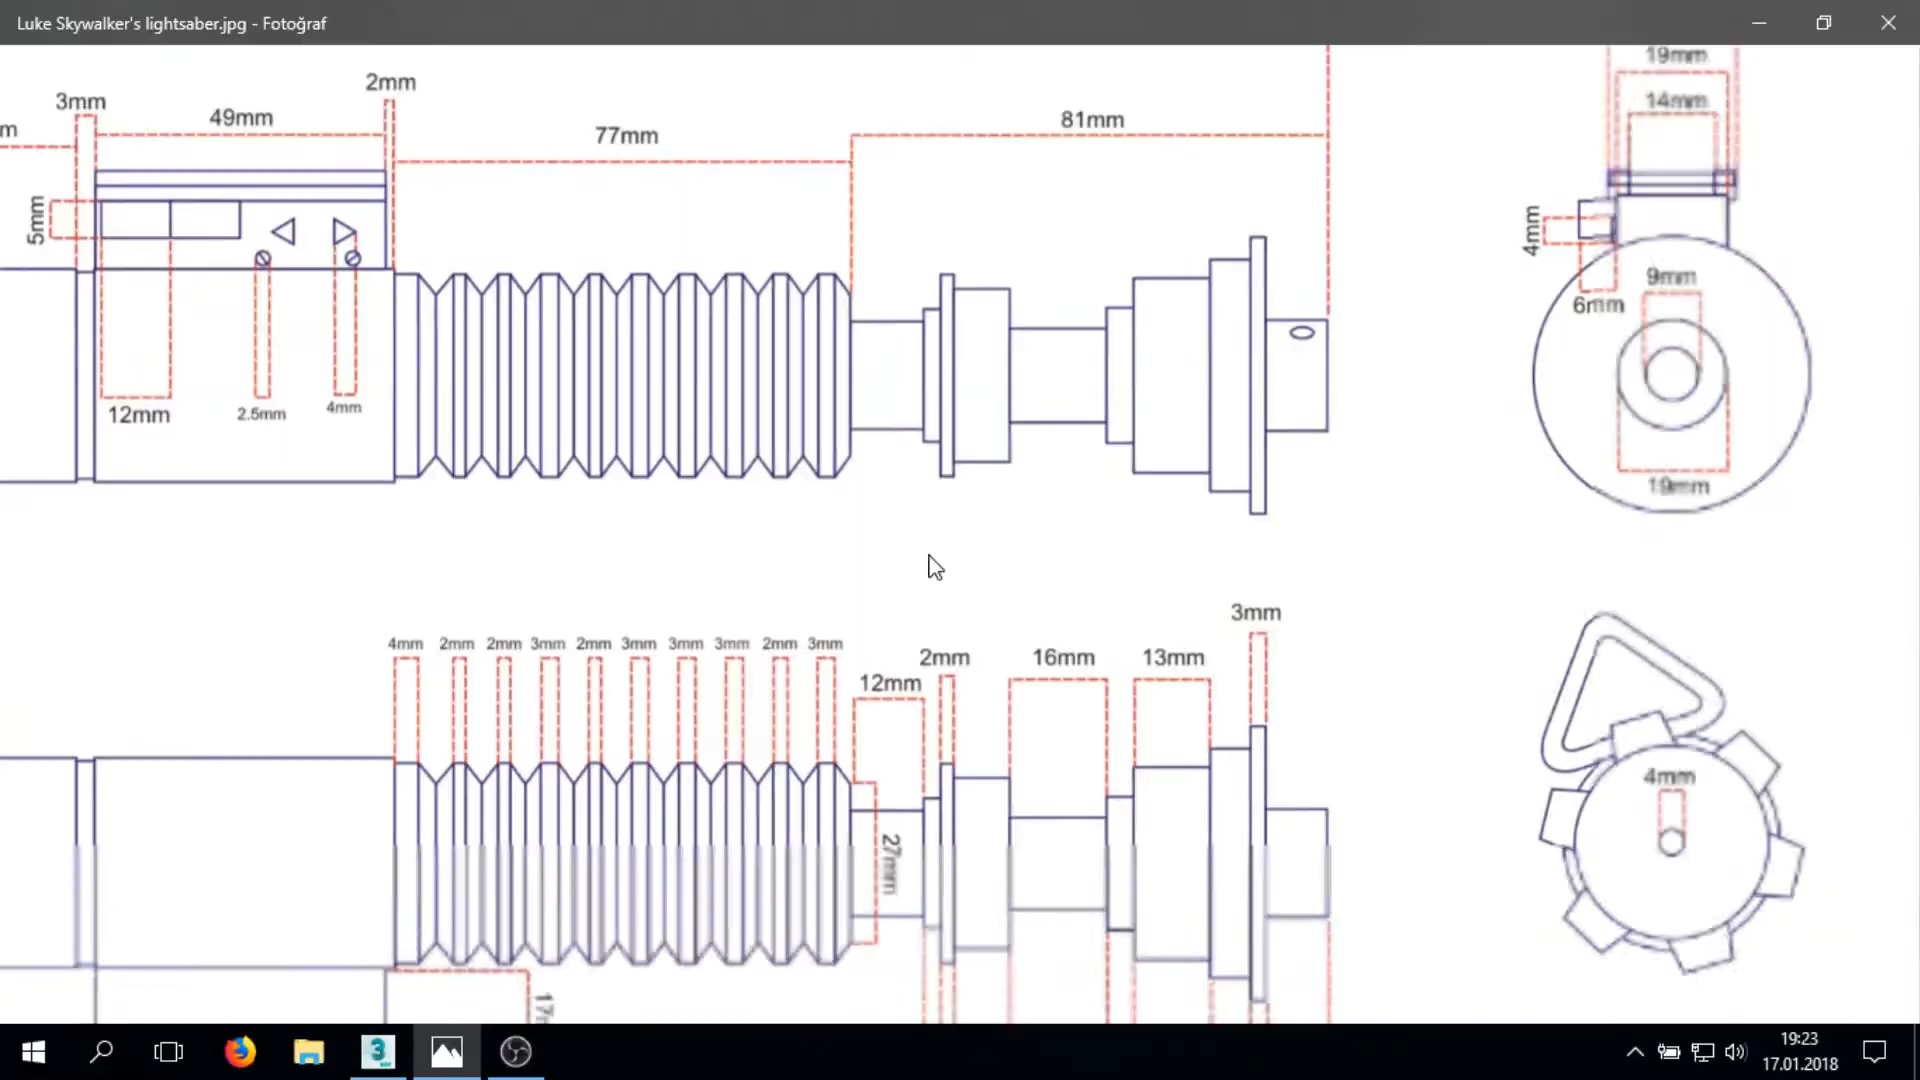 Luke Skywalker's lightsaber.jpg - Fotoğraf
19mm
2mm
3mm
14mm
49mm
81mm
m
77mm
5mm
4mm
9mm
6mm
12mm
2.5mm
4mm
19mm
3mm
4mm 2mm 2mm 3mm 2mm 3mm 3mm 3mm 2mm 3mm
2mm 16mm 13mm
12mm
4mm
27mm
3
19:23
17.01.2018